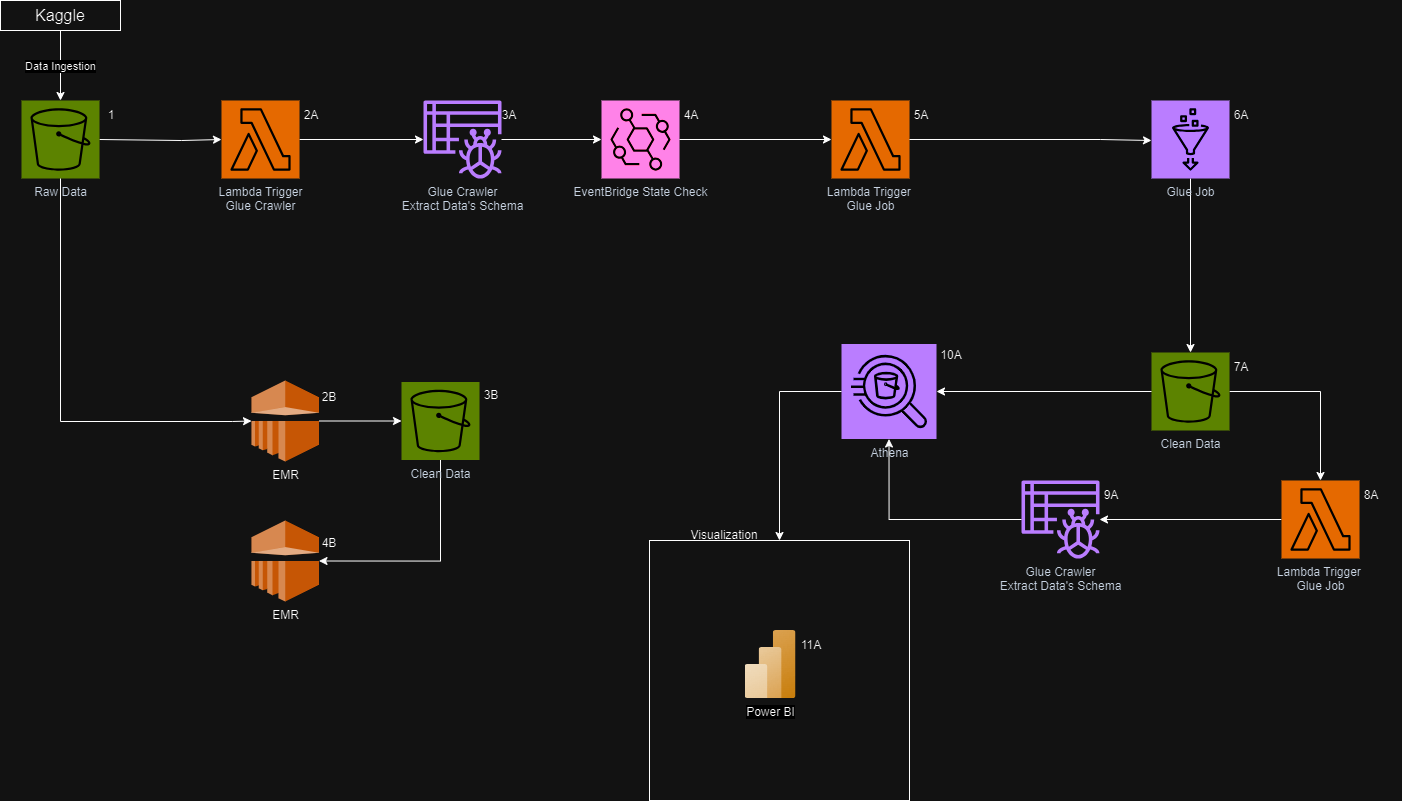 Kaggle
Data Ingestion
1
2A
3A
4A
5A
6A
Raw Data
Lambda Trigger
Glue Crawler
Glue Crawler
Extract Data's Schema
EventBridge State Check
Lambda Trigger
Glue Job
Glue Job
10A
7A
Athena
Clean Data
2B
3B
EMR
Clean Data
9A
8A
Glue Crawler
Extract Data's Schema
Lambda Trigger
Glue Job
4B
EMR
Visualization
11A
Power BI